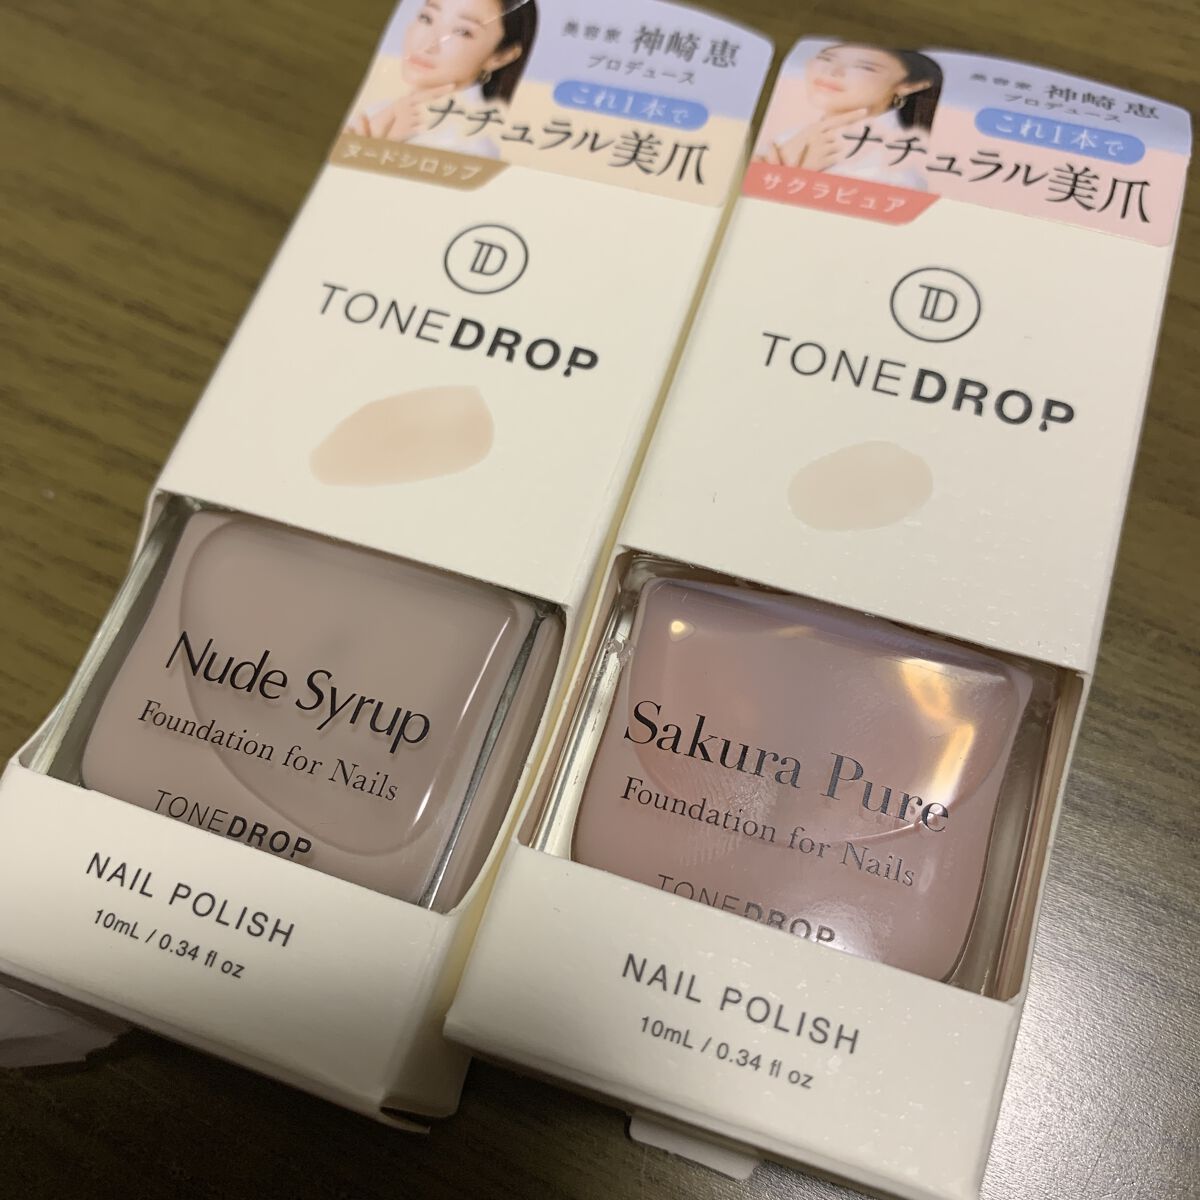 美容家 神崎 恵
プロデュース
これ1本で
ナチュラル美爪
ヌードシロップ
TD
TONEDROP
Nude Syrup
Foundation for Nails
TONEDROP
NAIL POLISH
10mL / 0.34 fl oz
美容家 神崎 恵
プロデュース
これ1本で
ナチュラル美爪
サクラピュア
TD
TONEDROP
Sakura Pure
Foundation for Nails
TONEDROP
NAIL POLISH
10mL / 0.34 fl oz